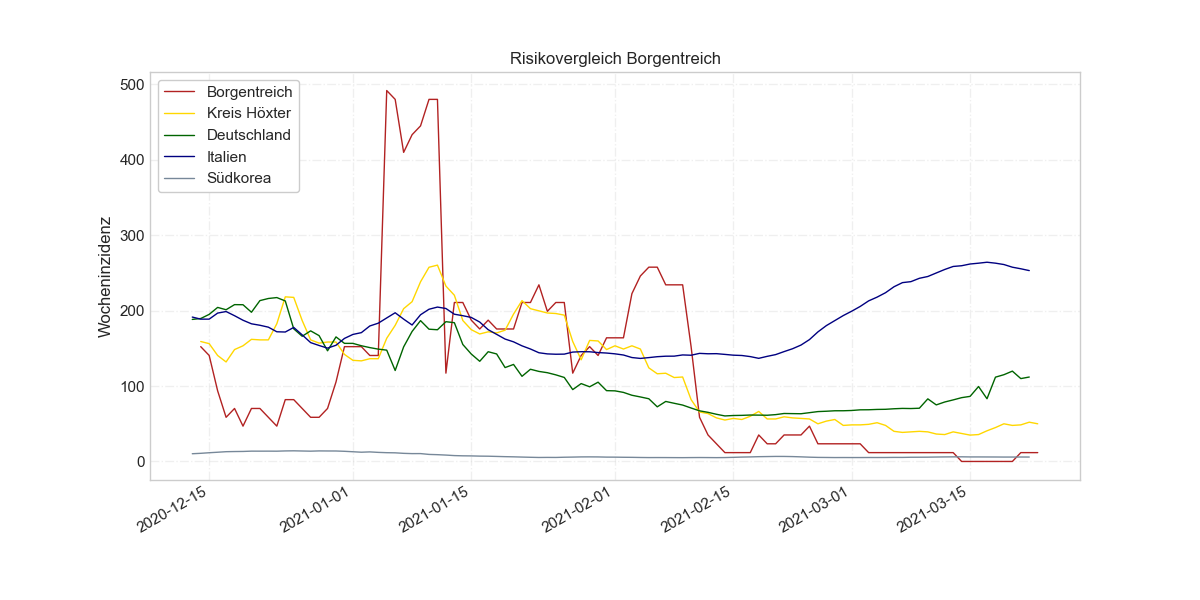 Risikovergleich Borgentreich
Wocheninzidenz
500
400
300
200
100
0
Borgentreich
Kreis Höxter
Deutschland
Italien
Südkorea
2020-12-15
2021-01-01
2021-01-15
2021-02-01
2021-02-15
2021-03-01
2021-03-15